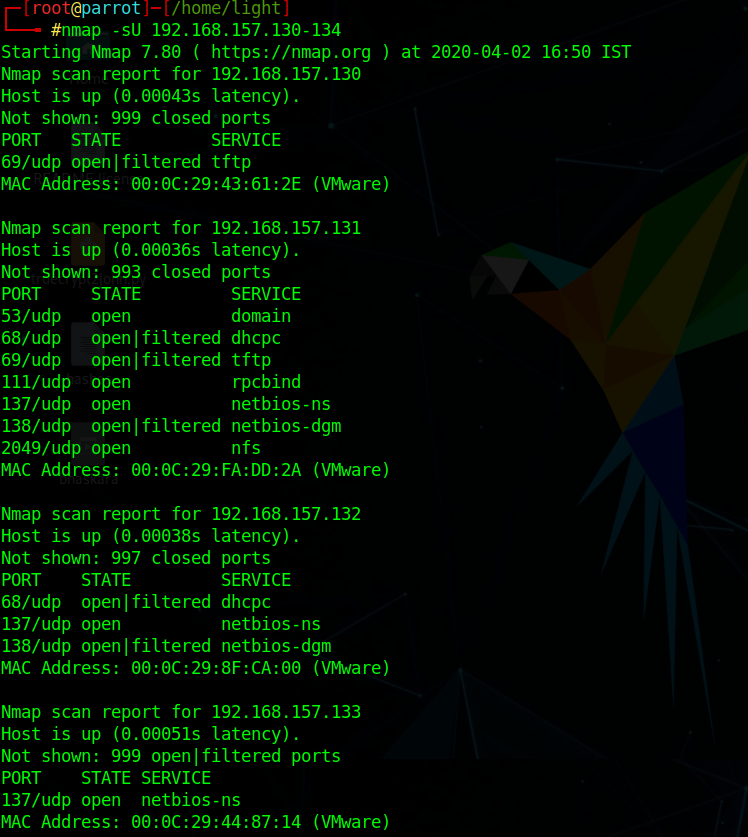 ┌─[root@parrot]─[/home/light]
└──╼ #nmap -sU 192.168.157.130-134
Starting Nmap 7.80 ( https://nmap.org ) at 2020-04-02 16:50 IST
Nmap scan report for 192.168.157.130
Host is up (0.00043s latency).
Not shown: 999 closed ports
PORT   STATE         SERVICE
69/udp open|filtered tftp
MAC Address: 00:0C:29:43:61:2E (VMware)

Nmap scan report for 192.168.157.131
Host is up (0.00036s latency).
Not shown: 993 closed ports
PORT     STATE         SERVICE
53/udp   open          domain
68/udp   open|filtered dhcpc
69/udp   open|filtered tftp
111/udp  open          rpcbind
137/udp  open          netbios-ns
138/udp  open|filtered netbios-dgm
2049/udp open          nfs
MAC Address: 00:0C:29:FA:DD:2A (VMware)

Nmap scan report for 192.168.157.132
Host is up (0.00038s latency).
Not shown: 997 closed ports
PORT    STATE         SERVICE
68/udp  open|filtered dhcpc
137/udp open          netbios-ns
138/udp open|filtered netbios-dgm
MAC Address: 00:0C:29:8F:CA:00 (VMware)

Nmap scan report for 192.168.157.133
Host is up (0.00051s latency).
Not shown: 999 open|filtered ports
PORT    STATE SERVICE
137/udp open  netbios-ns
MAC Address: 00:0C:29:44:87:14 (VMware)
bhaskara